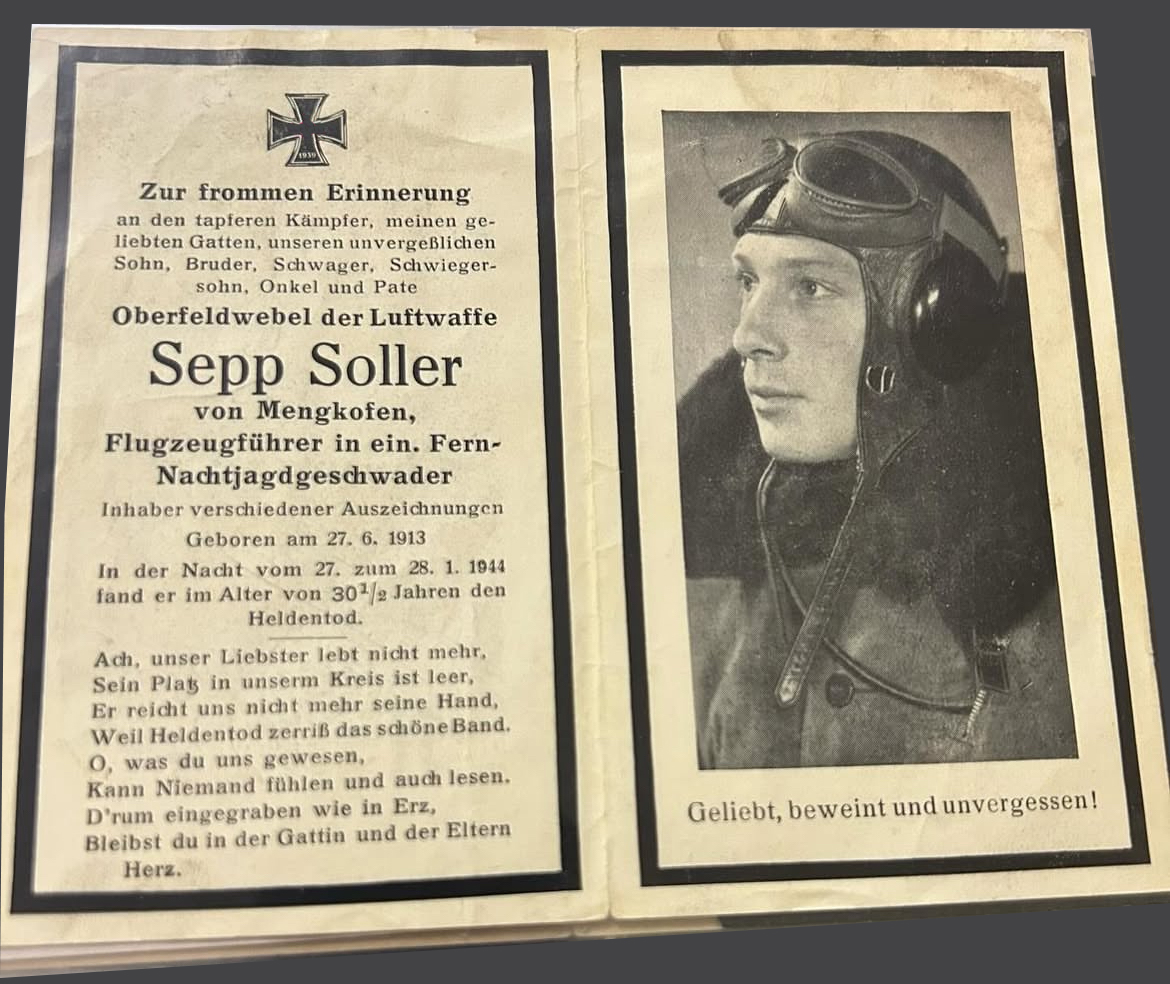 1939
Zur frommen Erinnerung
an den tapferen Kämpfer, meinen ge-
liebten Gatten, unseren unvergeßlichen
Sohn, Bruder, Schwager, Schwieger-
sohn, Onkel und Pate
Oberfeldwebel der Luftwaffe
Sepp Soller
von Mengkofen,
Flugzeugführer in ein. Fern-
Nachtjagdgeschwader
Inhaber verschiedener Auszeichnungen
Geboren am 27. 6. 1913
In der Nacht vom 27. zum 28. 1. 1944
fand er im Alter von 30 1/2 Jahren den
Heldentod.
Ach, unser Liebster lebt nicht mehr,
Sein Platz in unserm Kreis ist leer,
Er reicht uns nicht mehr seine Hand,
Weil Heldentod zerriß das schöne Band.
O, was du uns gewesen,
Kann Niemand fühlen und auch lesen.
D'rum eingegraben wie in Erz,
Bleibst du in der Gattin und der Eltern
Herz.
Geliebt, beweint und unvergessen!